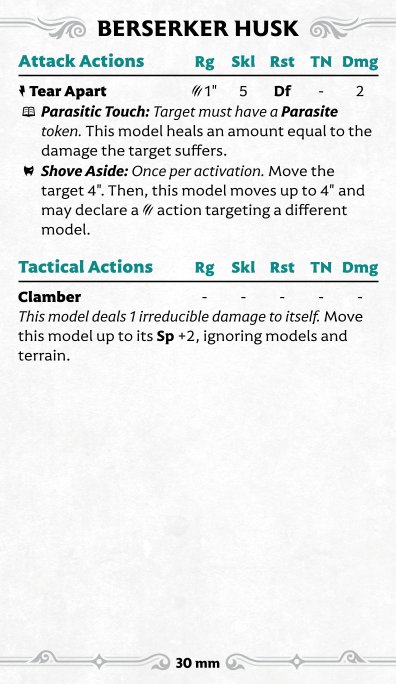 BERSERKER HUSK
Attack Actions Rg Skl Rst TN Dmg
Tear Apart 1" 5 Df - 2
Parasitic Touch: Target must have a Parasite
token. This model heals an amount equal to the
damage the target suffers.
Shove Aside: Once per activation. Move the
target 4". Then, this model moves up to 4" and
may declare a action targeting a different
model.
Tactical Actions Rg Skl Rst TN Dmg
Clamber - - - - -
This model deals 1 irreducible damage to itself. Move
this model up to its Sp +2, ignoring models and
terrain.
30 mm